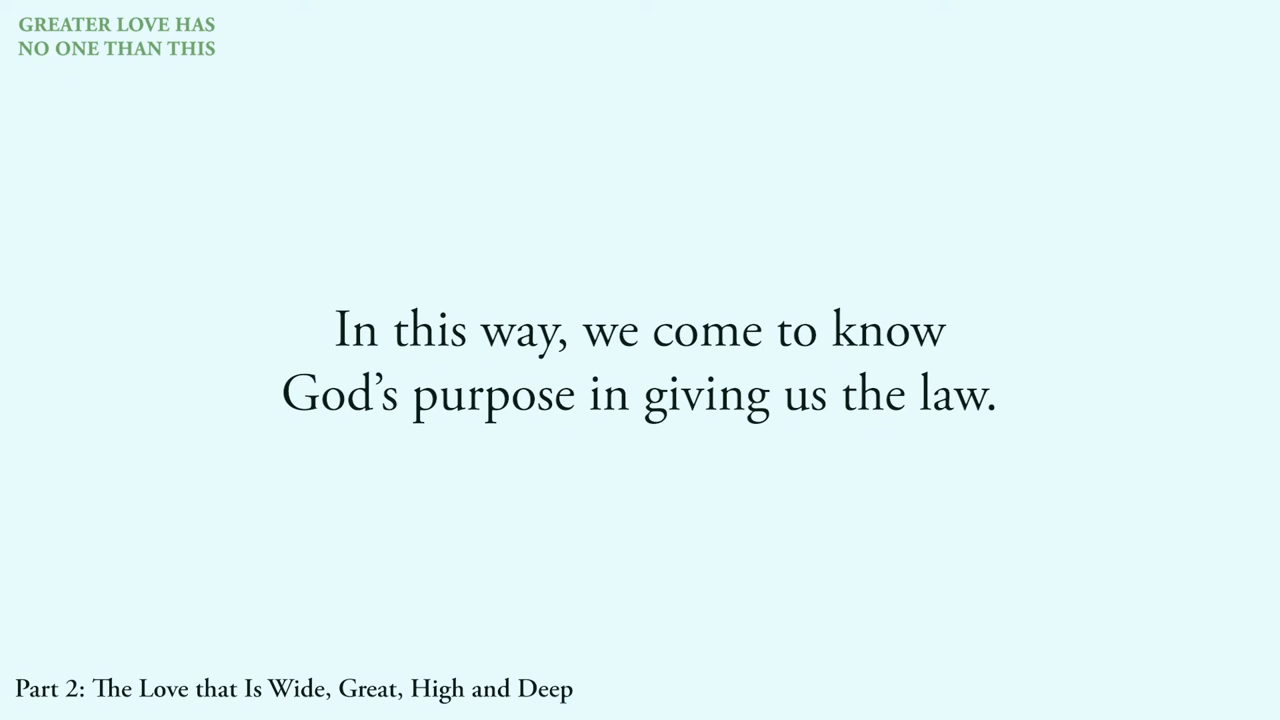 GREATER LOVE HAS
NO ONE THAN THIS
In this way, we come to know
God’s purpose in giving us the law.
Part 2: The Love that Is Wide, Great, High and Deep